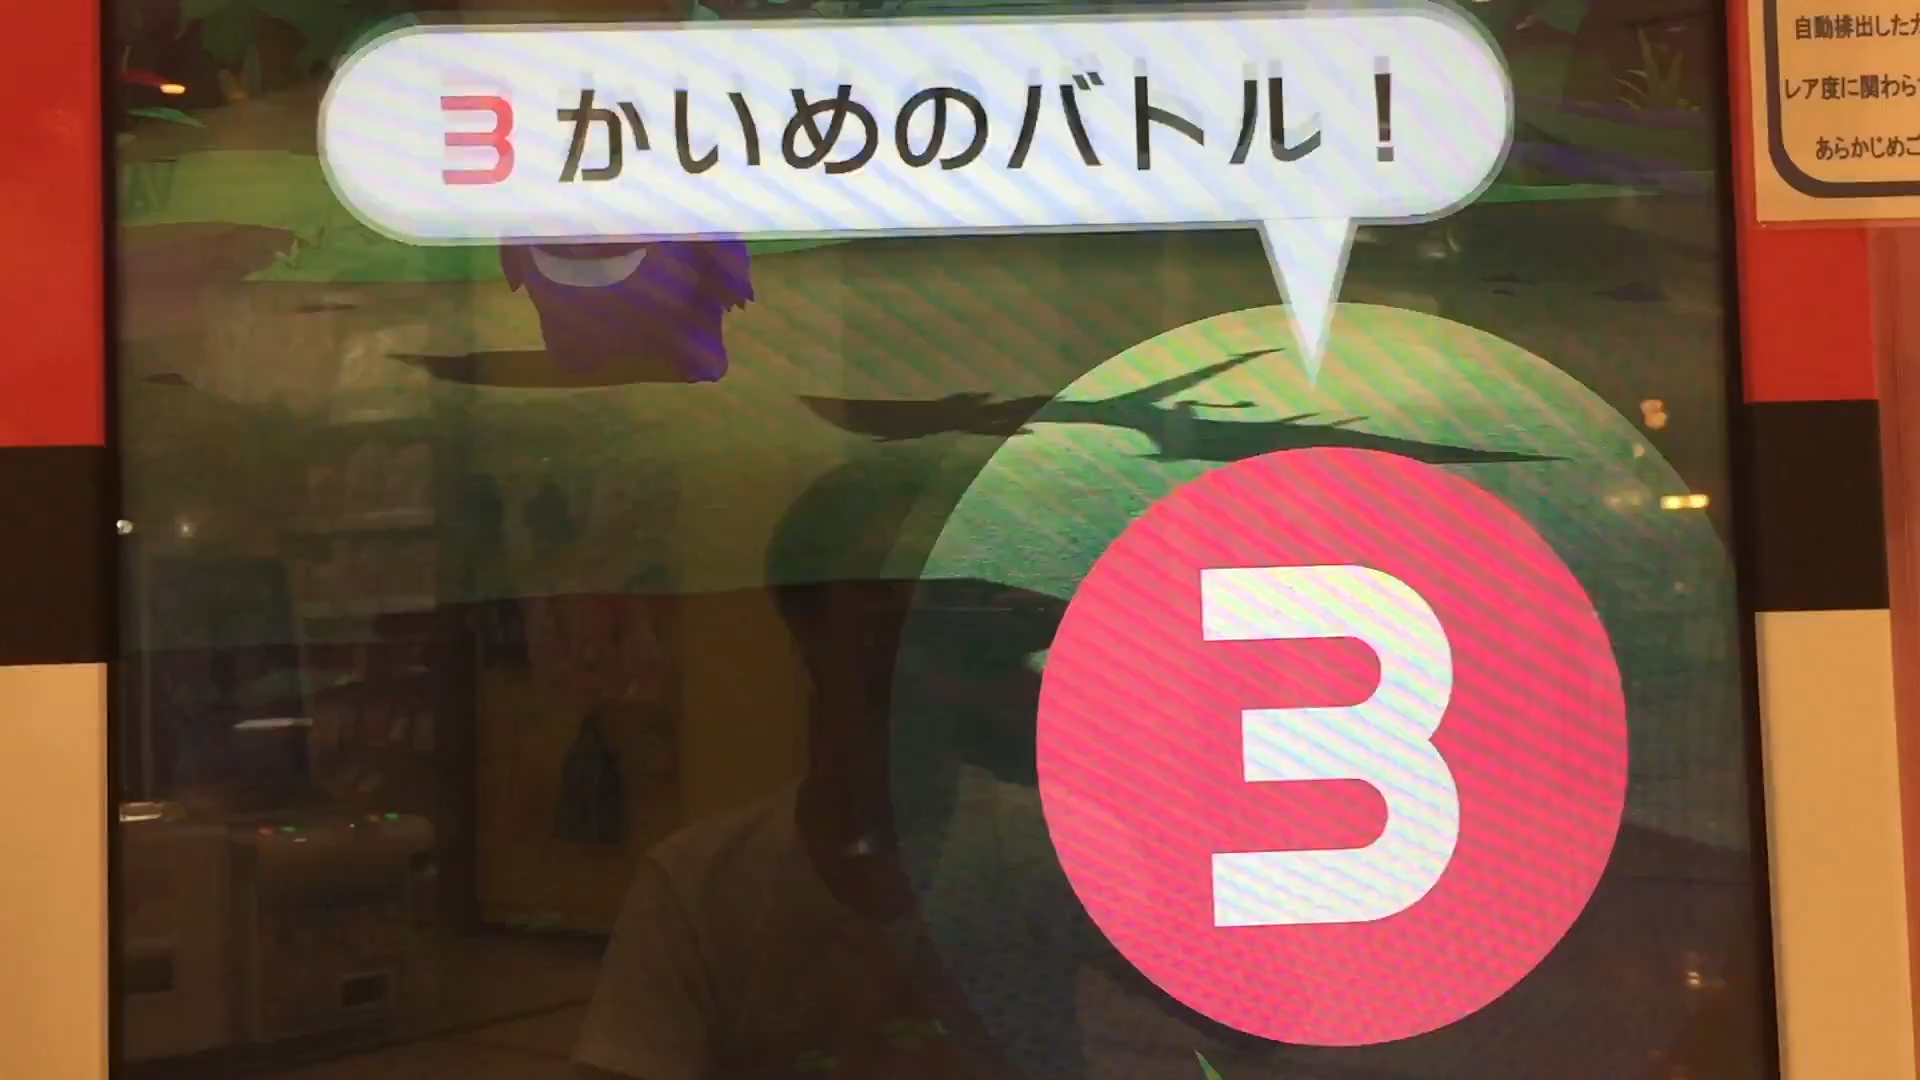 3かいめのバトル！
自動排出したカ
レア度に関わら
あらかじめご
3